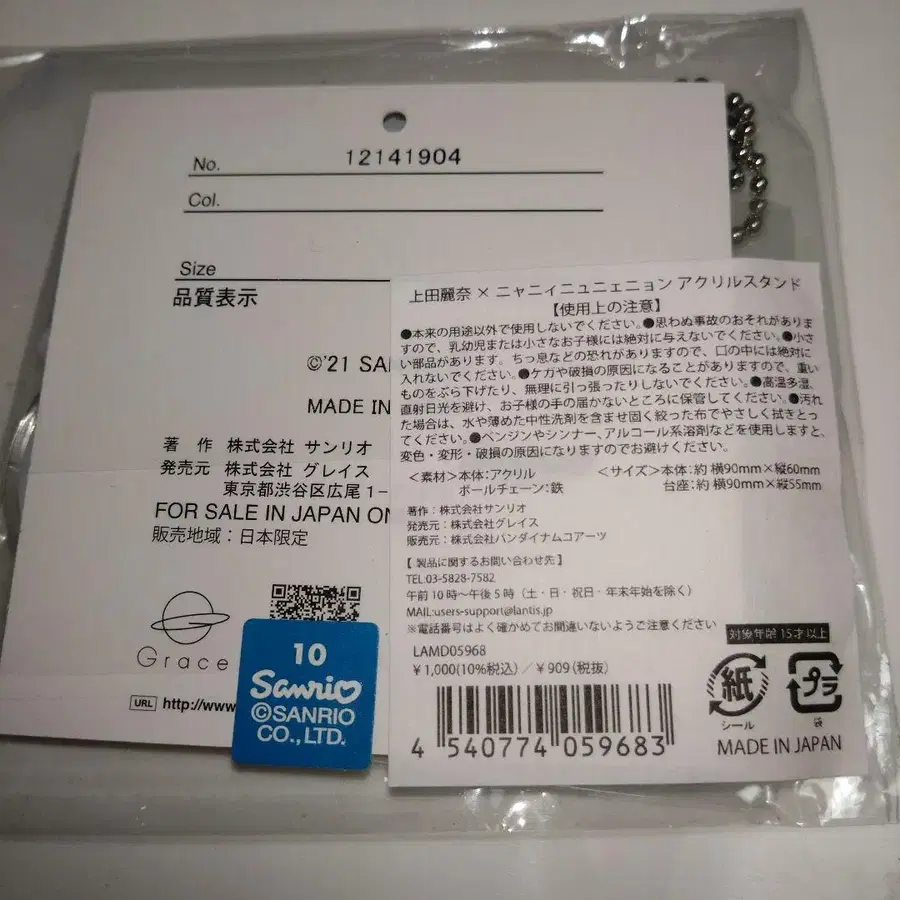 No. 12141904
Col.
Size
品質表示
©'21 SAN
MADE IN
著 作 株式会社 サンリオ
発売元 株式会社 グレイス
東京都渋谷区広尾 1-
FOR SALE IN JAPAN ON
販売地域:日本限定
Grace
URL http://www
10
Sanrio
©SANRIO
CO.,LTD.
上田麗奈 × ニャニィニュニェニョン アクリルスタンド
【使用上の注意】
●本来の用途以外で使用しないでください。●思わぬ事故のおそれがありま
すので、乳幼児または小さなお子様には絶対に与えないでください。●小さ
い部品があります。ちっ息などの恐れがありますので、口の中には絶対に
入れないでください。●ケガや破損の原因になることがありますので、重い
ものをぶら下げたり、無理に引っ張ったりしないでください。●高温多湿、
直射日光を避け、お子様の手の届かないところに保管してください。●汚れ
た場合は、水や薄めた中性洗剤を含ませ固く絞った布でやさしく拭きとっ
てください。●ベンジンやシンナー、アルコール系溶剤などを使用しますと、
変色・変形・破損の原因になりますのでお避けください。
<素材>本体:アクリル <サイズ>本体:約 横90mm×縦60mm
ボールチェーン:鉄 台座:約 横90mm×縦55mm
著作:株式会社サンリオ
発売元:株式会社グレイス
販売元:株式会社バンダイナムコアーツ
【 製品に関するお問い合わせ先 】
TEL:03-5828-7582
午前10時~午後5時(土・日・祝日・年末年始を除く)
MAIL:users-support@lantis.jp
※電話番号はよく確かめてお間違いないようご注意ください
対象年齢 15才以上
LAMD05968
¥1,000(10%税込)/¥909(税抜)
紙
シール
プラ
袋
4 540774 059683
MADE IN JAPAN